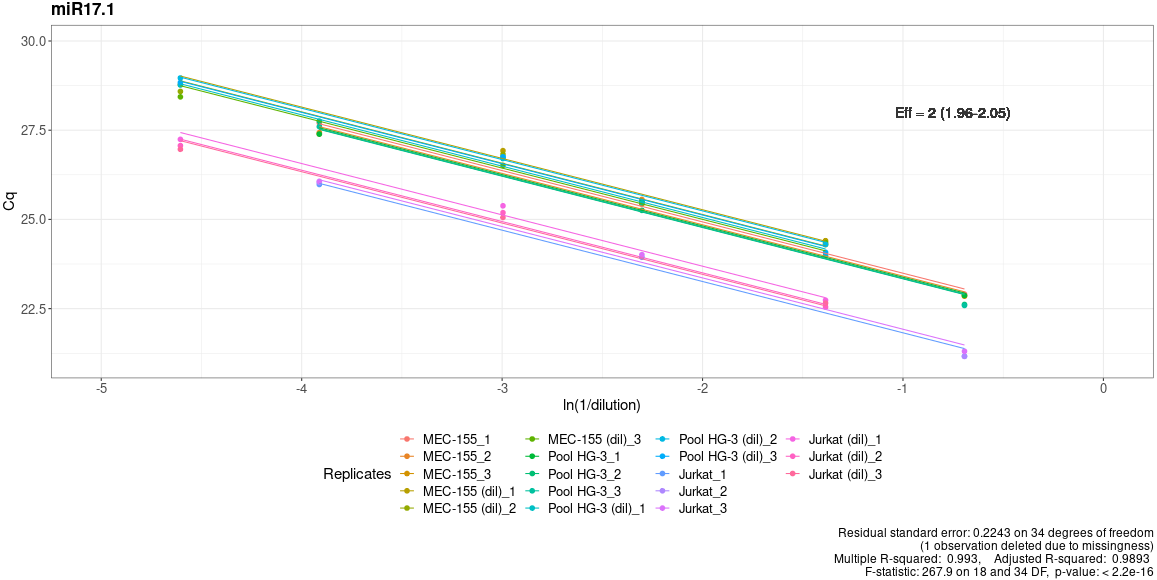 miR17.1
30.0
27.5
25.0
22.5
Cq
Eff = 2 (1.96-2.05)
-5 -4 -3 -2 -1 0
ln(1/dilution)
Replicates
MEC-155_1
MEC-155_2
MEC-155_3
MEC-155 (dil)_1
MEC-155 (dil)_2
MEC-155 (dil)_3
Pool HG-3_1
Pool HG-3_2
Pool HG-3_3
Pool HG-3 (dil)_1
Pool HG-3 (dil)_2
Pool HG-3 (dil)_3
Jurkat_1
Jurkat_2
Jurkat_3
Jurkat (dil)_1
Jurkat (dil)_2
Jurkat (dil)_3
Residual standard error: 0.2243 on 34 degrees of freedom
(1 observation deleted due to missingness)
Multiple R-squared: 0.993, Adjusted R-squared: 0.9893
F-statistic: 267.9 on 18 and 34 DF, p-value: < 2.2e-16